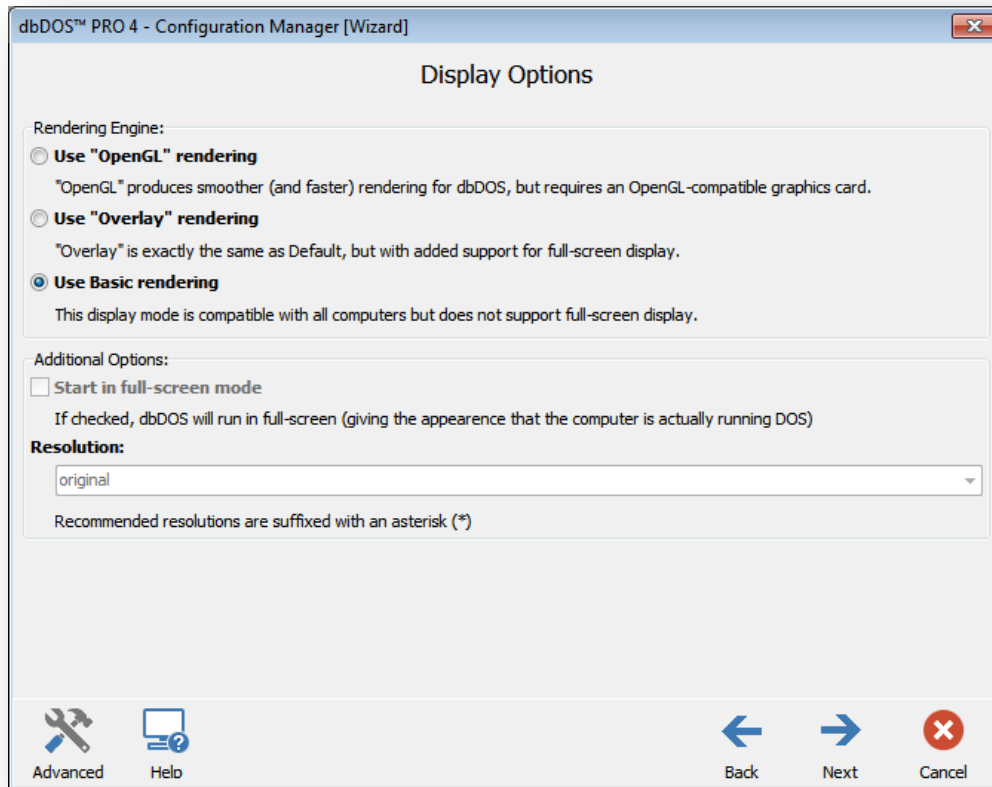 dbDOS™ PRO 4 - Configuration Manager [Wizard]
Display Options
Rendering Engine:
Use "OpenGL" rendering
"OpenGL" produces smoother (and faster) rendering for dbDOS, but requires an OpenGL-compatible graphics card.
Use "Overlay" rendering
"Overlay" is exactly the same as Default, but with added support for full-screen display.
Use Basic rendering
This display mode is compatible with all computers but does not support full-screen display.
Additional Options:
Start in full-screen mode
If checked, dbDOS will run in full-screen (giving the appearence that the computer is actually running DOS)
Resolution:
original
Recommended resolutions are suffixed with an asterisk (*)
Advanced Help Back Next Cancel